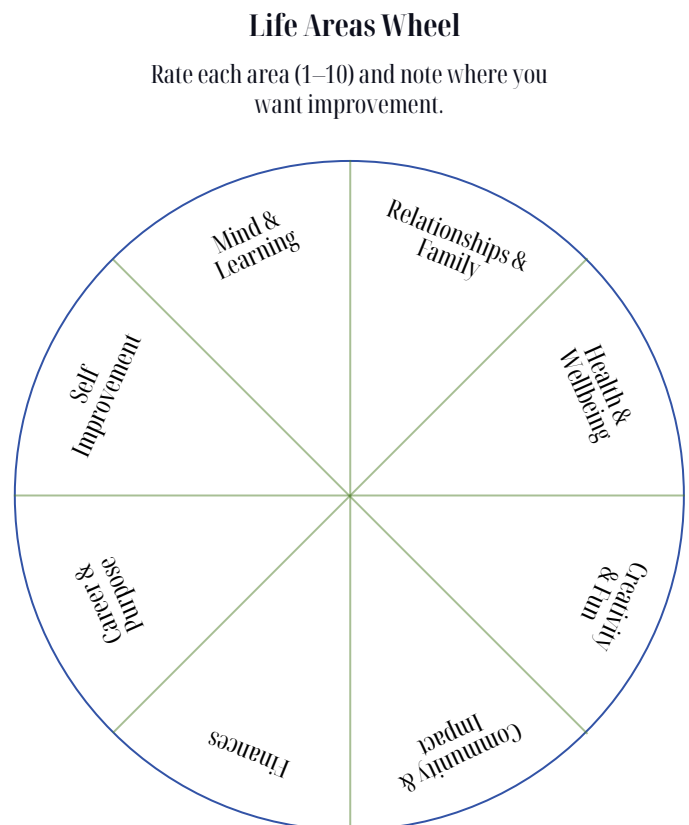 Life Areas Wheel
Rate each area (1–10) and note where you
want improvement.
Relationships &
Family
Health &
Wellbeing
Creativity
& Fun
Community &
Impact
Finances
Career &
Purpose
Self
Improvement
Mind &
Learning